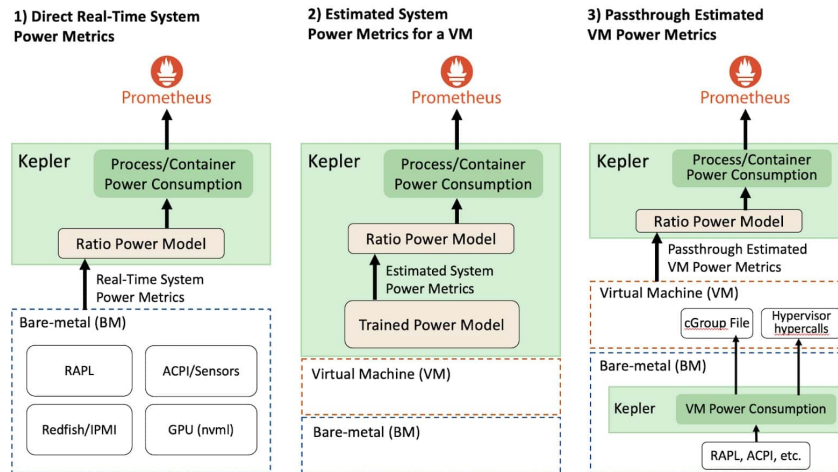 1) Direct Real-Time System
Power Metrics
Prometheus
Kepler
Process/Container
Power Consumption
Ratio Power Model
Real-Time System
Power Metrics
Bare-metal (BM)
RAPL
ACPI/Sensors
Redfish/IPMI
GPU (nvml)
2) Estimated System
Power Metrics for a VM
Prometheus
Kepler
Process/Container
Power Consumption
Ratio Power Model
Estimated System
Power Metrics
Trained Power Model
Virtual Machine (VM)
Bare-metal (BM)
3) Passthrough Estimated
VM Power Metrics
Prometheus
Kepler
Process/Container
Power Consumption
Ratio Power Model
Passthrough Estimated
VM Power Metrics
Virtual Machine (VM)
cGroup File
Hypervisor
hypercalls
Bare-metal (BM)
Kepler
VM Power Consumption
RAPL, ACPI, etc.